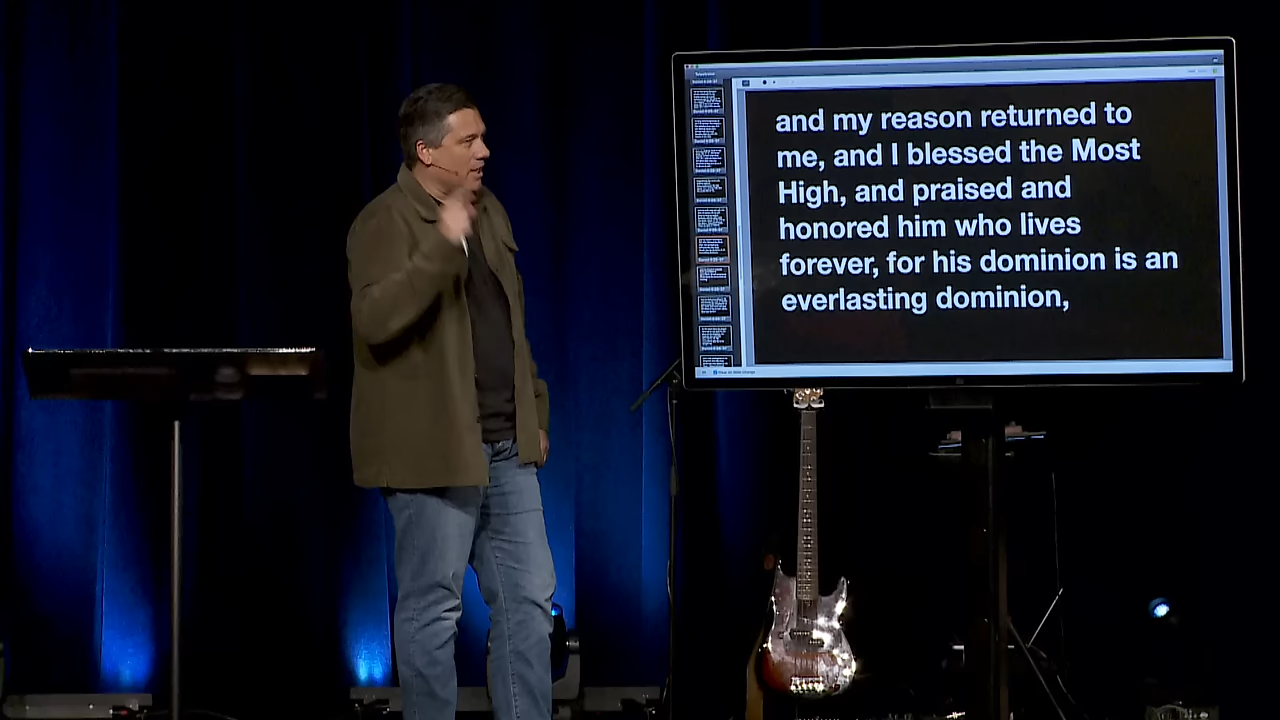 and my reason returned to
me, and I blessed the Most
High, and praised and
honored him who lives
forever, for his dominion is an
everlasting dominion,